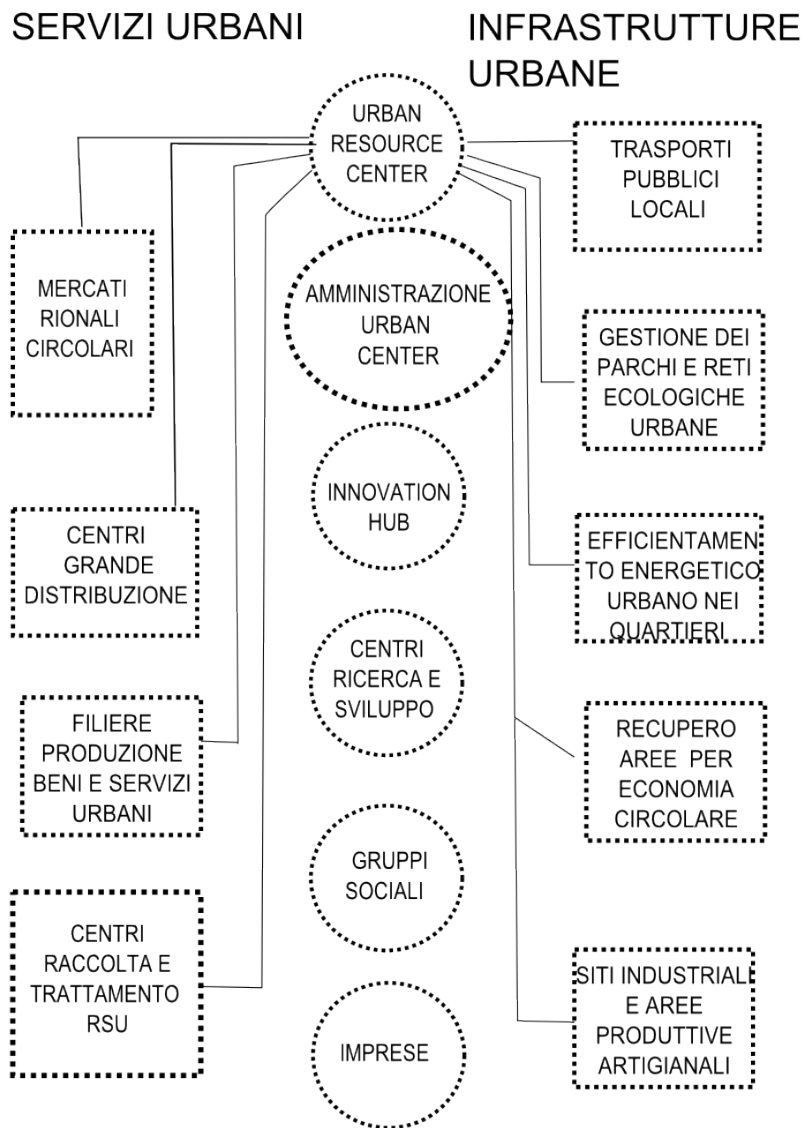 SERVIZI URBANI
INFRASTRUTTURE
URBANE
URBAN
RESOURCE
CENTER
AMMINISTRAZIONE
URBAN
CENTER
INNOVATION
HUB
CENTRI
RICERCA E
SVILUPPO
GRUPPI
SOCIALI
IMPRESE
MERCATI
RIONALI
CIRCOLARI
CENTRI
GRANDE
DISTRIBUZIONE
FILIERE
PRODUZIONE
BENI E SERVIZI
URBANI
CENTRI
RACCOLTA E
TRATTAMENTO
RSU
TRASPORTI
PUBBLICI
LOCALI
GESTIONE DEI
PARCHI E RETI
ECOLOGICHE
URBANE
EFFICIENTAMEN
TO ENERGETICO
URBANO NEI
QUARTIERI
RECUPERO
AREE PER
ECONOMIA
CIRCOLARE
SITI INDUSTRIALI
E AREE
PRODUTTIVE
ARTIGIANALI